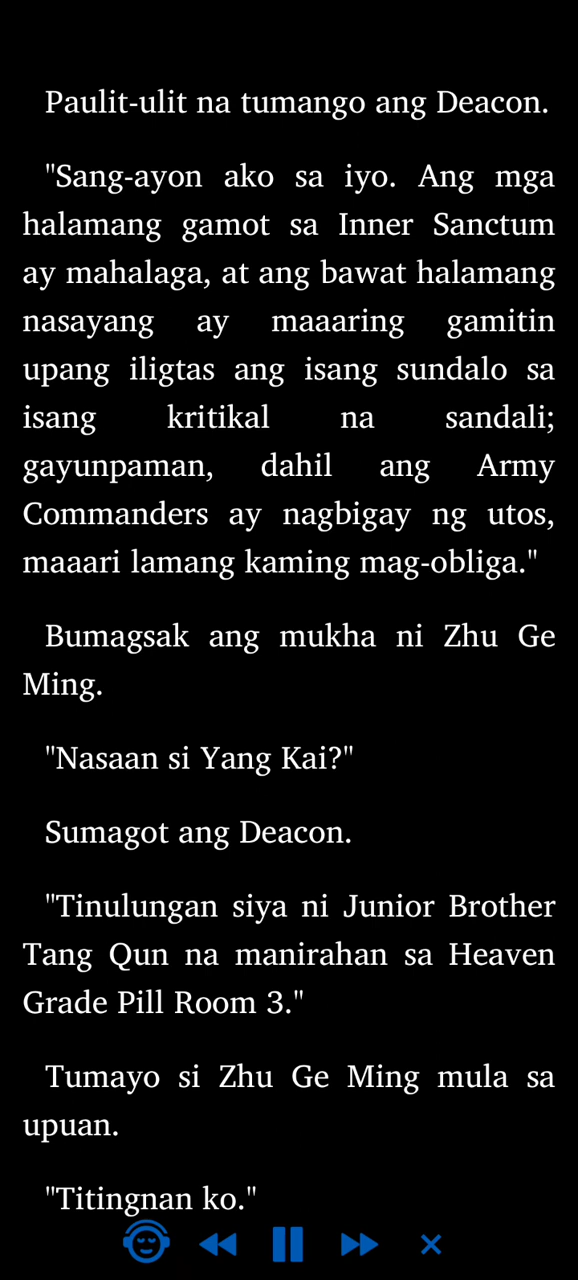 Paulit-ulit na tumango ang Deacon.
"Sang-ayon ako sa iyo. Ang mga
halamang gamot sa Inner Sanctum
ay mahalaga, at ang bawat halamang
nasayang ay maaaring gamitin
upang iligtas ang isang sundalo sa
isang kritikal na sandali;
gayunpaman, dahil ang Army
Commanders ay nagbigay ng utos,
maaari lamang kaming mag-obliga."
Bumagsak ang mukha ni Zhu Ge
Ming.
"Nasaan si Yang Kai?"
Sumagot ang Deacon.
"Tinulungan siya ni Junior Brother
Tang Qun na manirahan sa Heaven
Grade Pill Room 3."
Tumayo si Zhu Ge Ming mula sa
upuan.
"Titingnan ko."